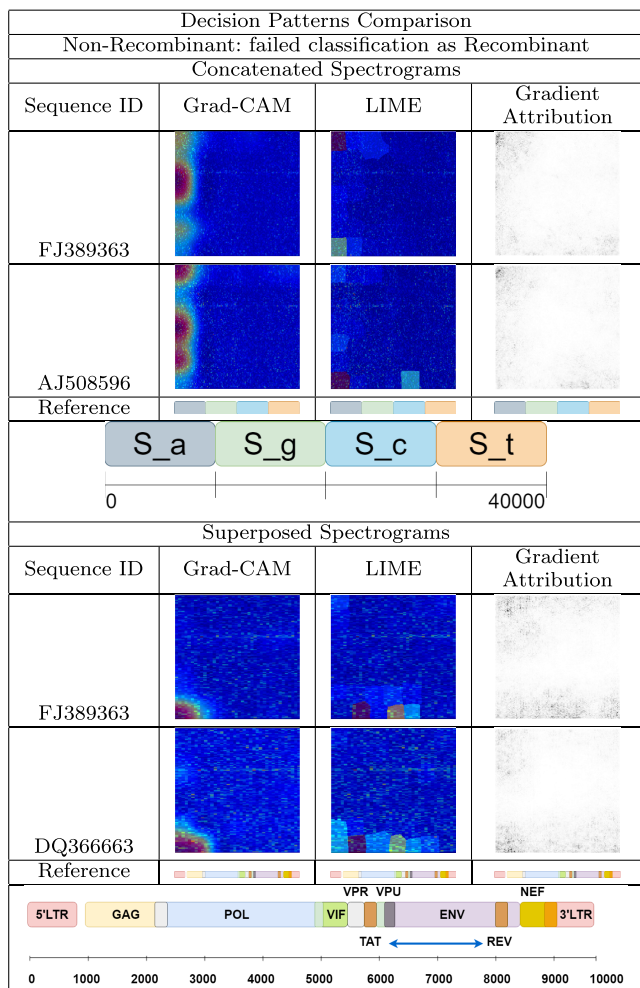 Decision Patterns Comparison
Non-Recombinant: failed classification as Recombinant
Concatenated Spectrograms
Sequence ID Grad-CAM LIME Gradient Attribution
FJ389363
AJ508596
Reference
S_a S_g S_c S_t
0 40000
Superposed Spectrograms
Sequence ID Grad-CAM LIME Gradient Attribution
FJ389363
DQ366663
Reference
VPR VPU NEF
5'LTR GAG POL VIF ENV 3'LTR
TAT REV
0 1000 2000 3000 4000 5000 6000 7000 8000 9000 10000